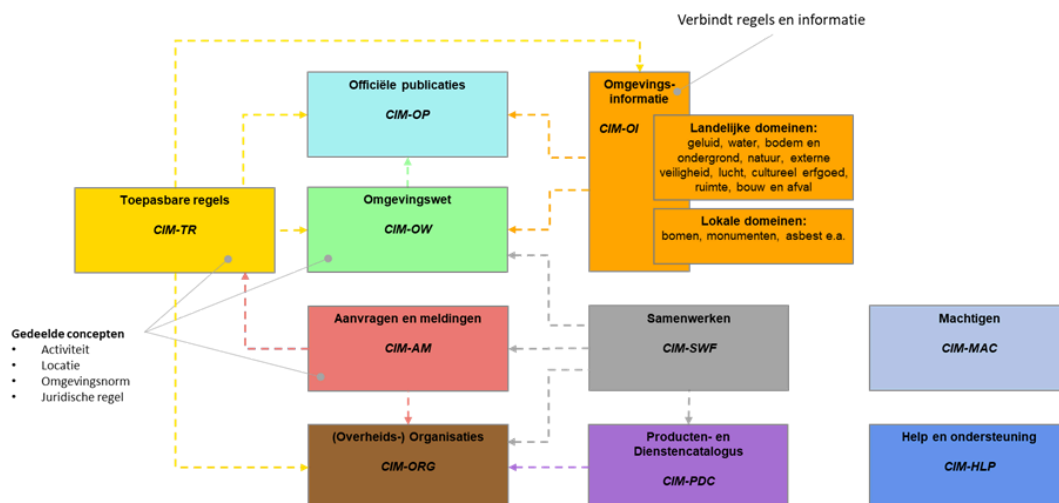 Verbindt regels en informatie
Officiële publicaties
CIM-OP
Omgevings-
informatie
CIM-OI
Landelijke domeinen:
geluid, water, bodem en
ondergrond, natuur, externe
veiligheid, lucht, cultureel erfgoed,
ruimte, bouw en afval
Lokale domeinen:
bomen, monumenten, asbest e.a.
Toepasbare regels
CIM-TR
Omgevingswet
CIM-OW
Gedeelde concepten
• Activiteit
• Locatie
• Omgevingsnorm
• Juridische regel
Aanvragen en meldingen
CIM-AM
Samenwerken
CIM-SWF
Machtigen
CIM-MAC
(Overheids-) Organisaties
CIM-ORG
Producten- en
Dienstencatalogus
CIM-PDC
Help en ondersteuning
CIM-HLP